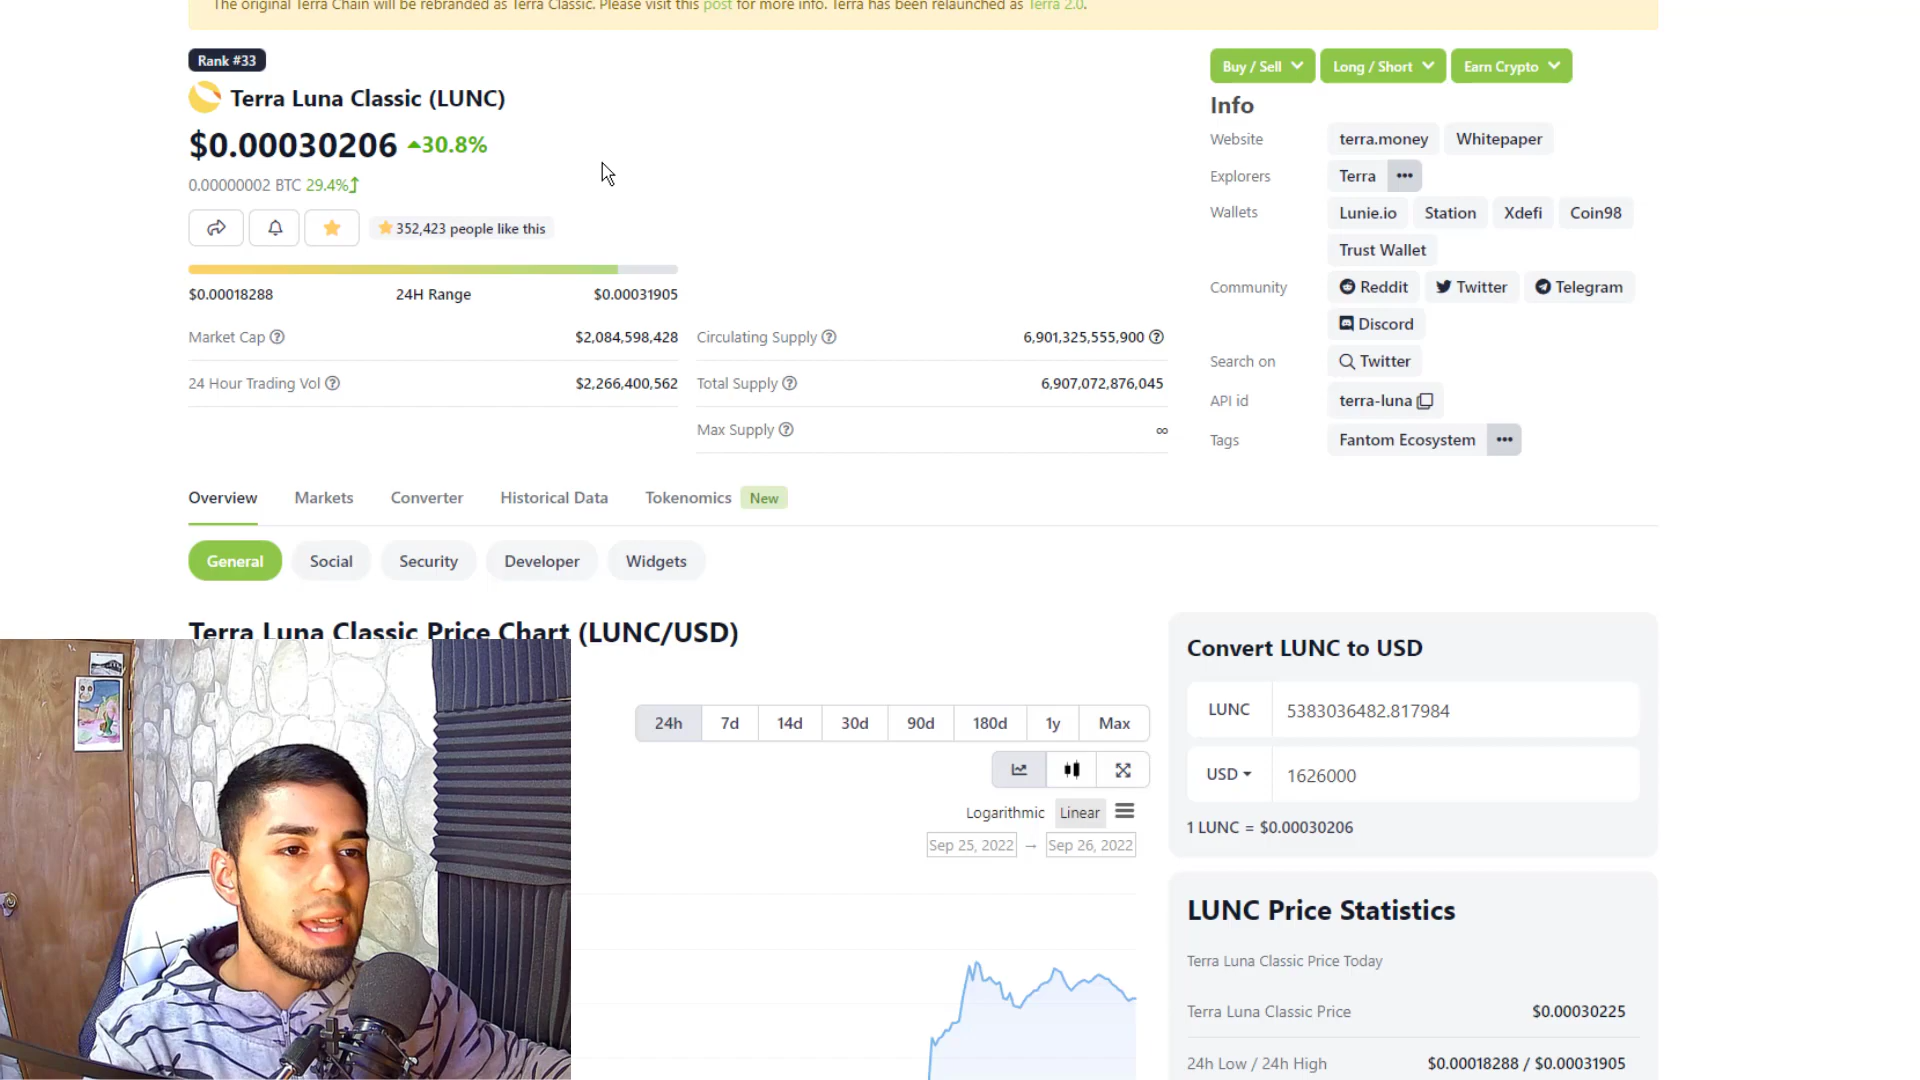 The original Terra Chain will be rebranded as Terra Classic. Please visit this post for more info. Terra has been relaunched as Terra 2.0.
Rank #33
Terra Luna Classic (LUNC)
$0.00030206 30.8%
0.00000002 BTC 29.4%
352,423 people like this
$0.00018288 24H Range $0.00031905
Market Cap $2,084,598,428
24 Hour Trading Vol $2,266,400,562
Circulating Supply 6,901,325,555,900
Total Supply 6,907,072,876,045
Max Supply ∞
Buy / Sell Long / Short Earn Crypto
Info
Website terra.money Whitepaper
Explorers Terra •••
Wallets Lunie.io Station Xdefi Coin98
Trust Wallet
Community Reddit Twitter Telegram
Discord
Search on Twitter
API id terra-luna
Tags Fantom Ecosystem •••
Overview Markets Converter Historical Data Tokenomics New
General Social Security Developer Widgets
Terra Luna Classic Price Chart (LUNC/USD)
24h 7d 14d 30d 90d 180d 1y Max
Logarithmic Linear
Sep 25, 2022 → Sep 26, 2022
Convert LUNC to USD
LUNC 5383036482.817984
USD 1626000
1 LUNC = $0.00030206
LUNC Price Statistics
Terra Luna Classic Price Today
Terra Luna Classic Price $0.00030225
24h Low / 24h High $0.00018288 / $0.00031905